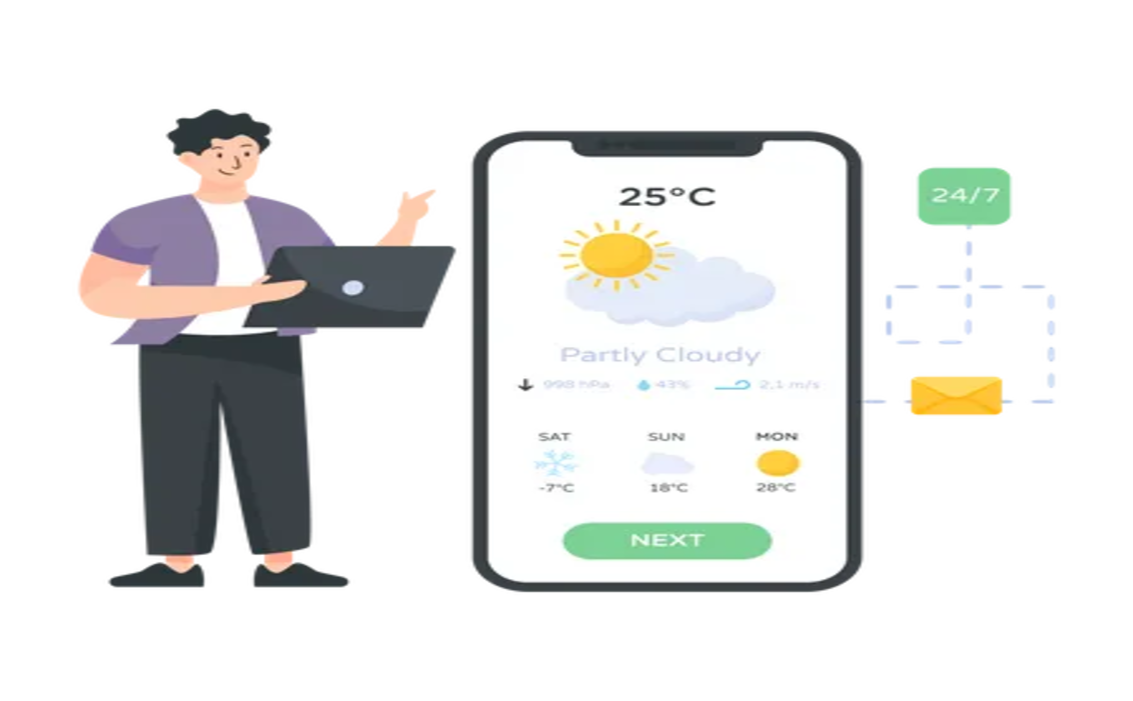 25°C
24/7
Partly Cloudy
998 hPa 43% 2,1 m/s
SAT SUN MON
-7°C 18°C 28°C
NEXT